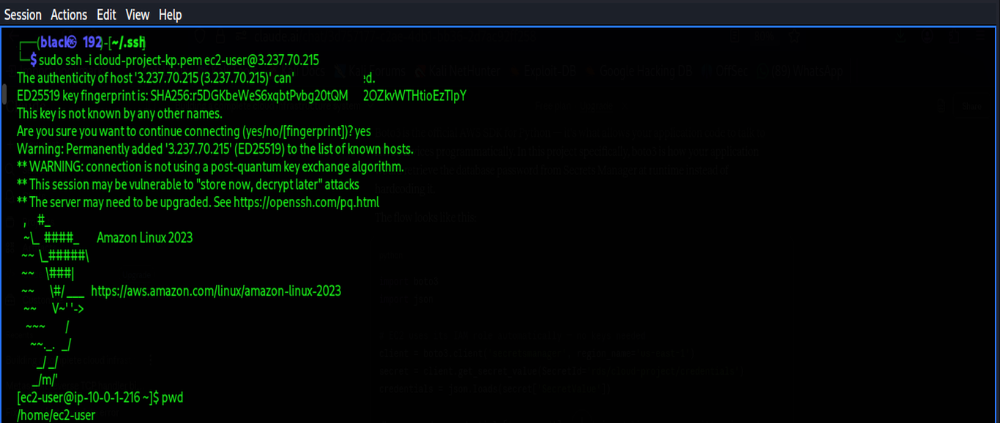 Session Actions Edit View Help
┌──(black㉿ 192)-[~/.ssh]
└─$ sudo ssh -i cloud-project-kp.pem ec2-user@3.237.70.215
The authenticity of host '3.237.70.215 (3.237.70.215)' can' ed.
ED25519 key fingerprint is: SHA256:r5DGKbeWeS6xqbtPvbg20tQM 2OZkvWTHtioEzTIpY
This key is not known by any other names.
Are you sure you want to continue connecting (yes/no/[fingerprint])? yes
Warning: Permanently added '3.237.70.215' (ED25519) to the list of known hosts.
** WARNING: connection is not using a post-quantum key exchange algorithm.
** This session may be vulnerable to "store now, decrypt later" attacks
** The server may need to be upgraded. See https://openssh.com/pq.html
,    #_
~\_  ####_    Amazon Linux 2023
~~  \_#####\
~~    \###|
~~      \#/ ___   https://aws.amazon.com/linux/amazon-linux-2023
~~      V~' '->
~~~      /
~~._.  _/
_/ _/
_/m/'
[ec2-user@ip-10-0-1-216 ~]$ pwd
/home/ec2-user